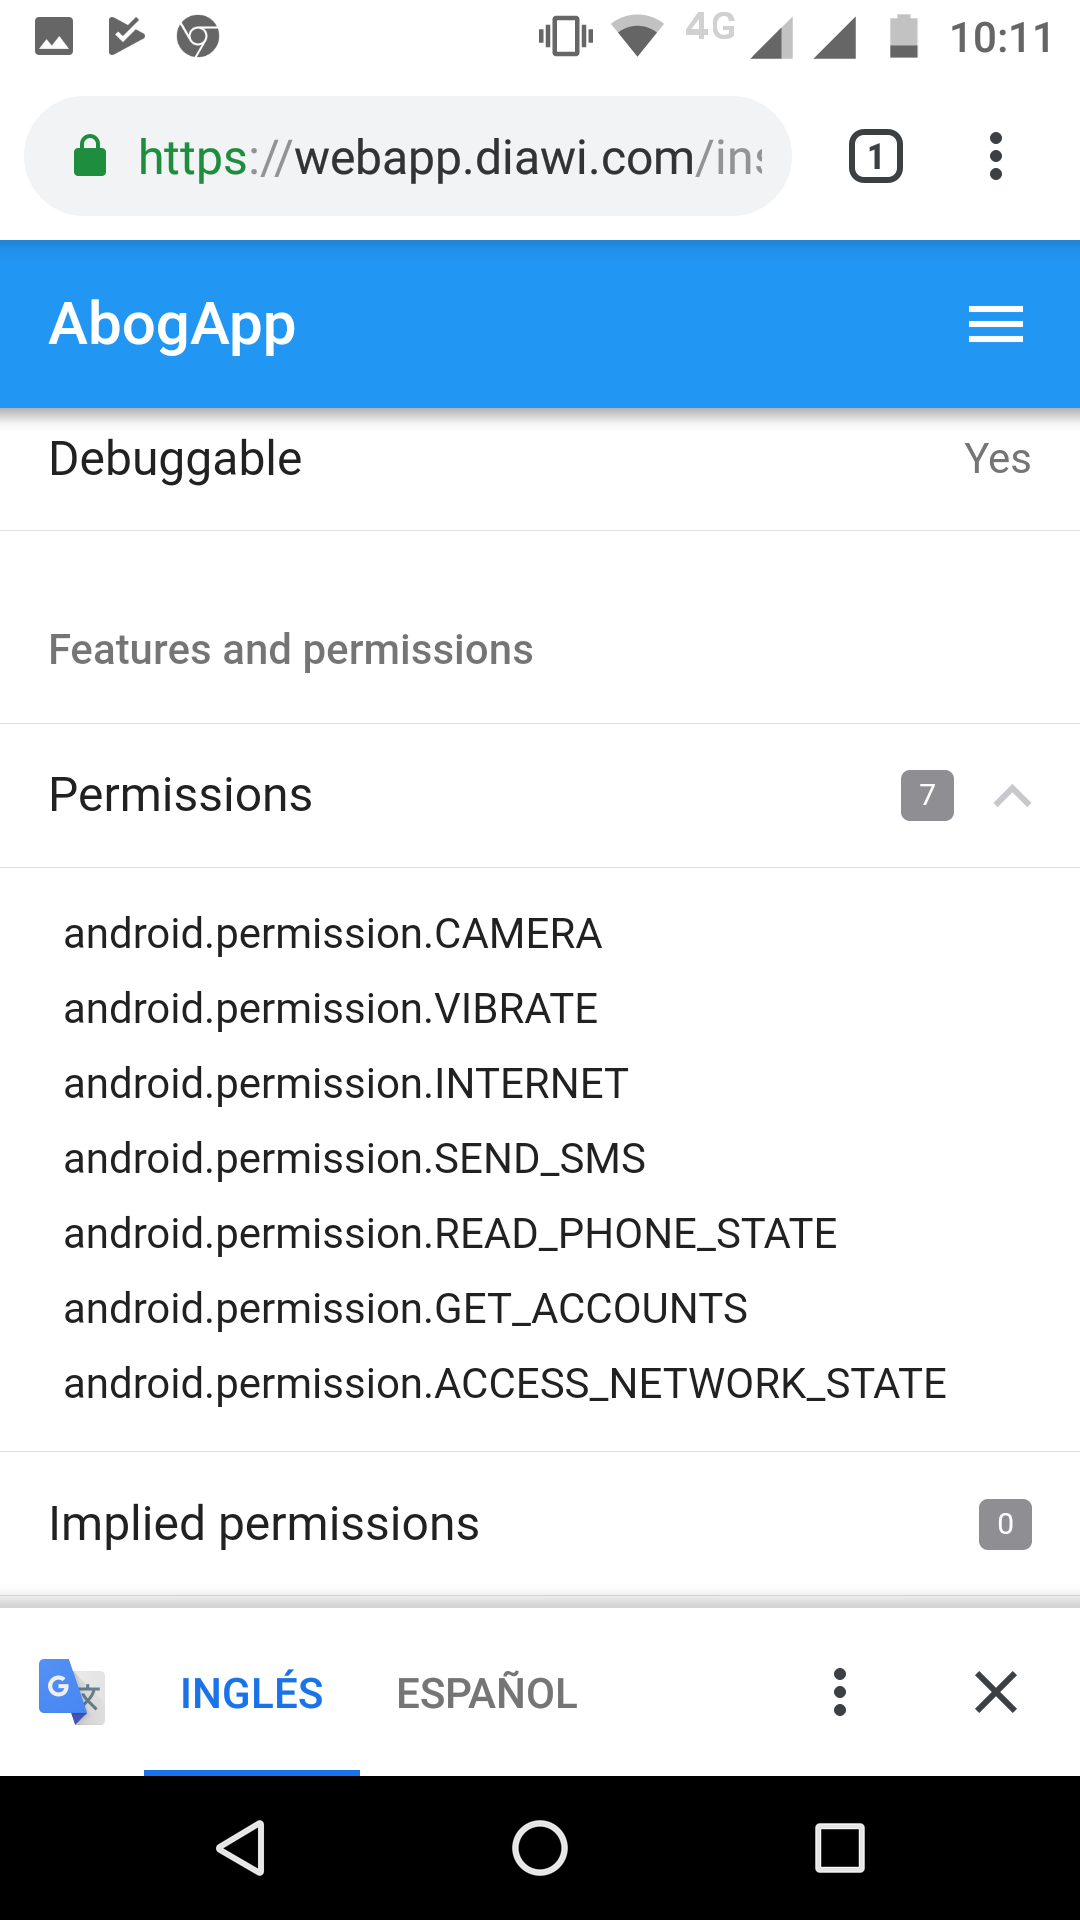 4G 10:11
https://webapp.diawi.com/ins
1
AbogApp
Debuggable Yes
Features and permissions
Permissions 7
android.permission.CAMERA
android.permission.VIBRATE
android.permission.INTERNET
android.permission.SEND_SMS
android.permission.READ_PHONE_STATE
android.permission.GET_ACCOUNTS
android.permission.ACCESS_NETWORK_STATE
Implied permissions 0
G 文 INGLÉS ESPAÑOL